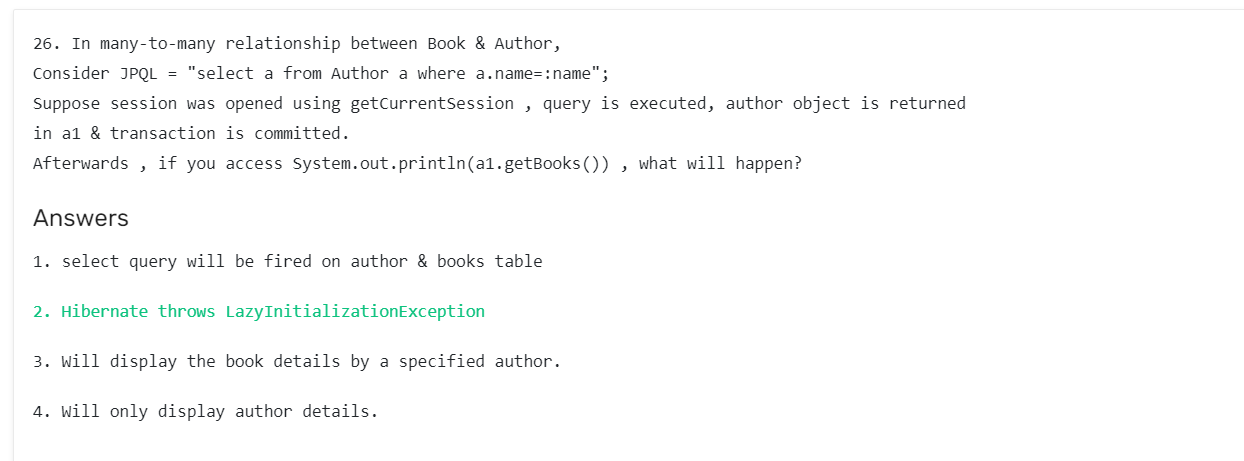 26. In many-to-many relationship between Book & Author,
Consider JPQL = "select a from Author a where a.name=:name";
Suppose session was opened using getCurrentSession , query is executed, author object is returned
in a1 & transaction is committed.
Afterwards , if you access System.out.println(a1.getBooks()) , what will happen?
Answers
1. select query will be fired on author & books table
2. Hibernate throws LazyInitializationException
3. Will display the book details by a specified author.
4. Will only display author details.